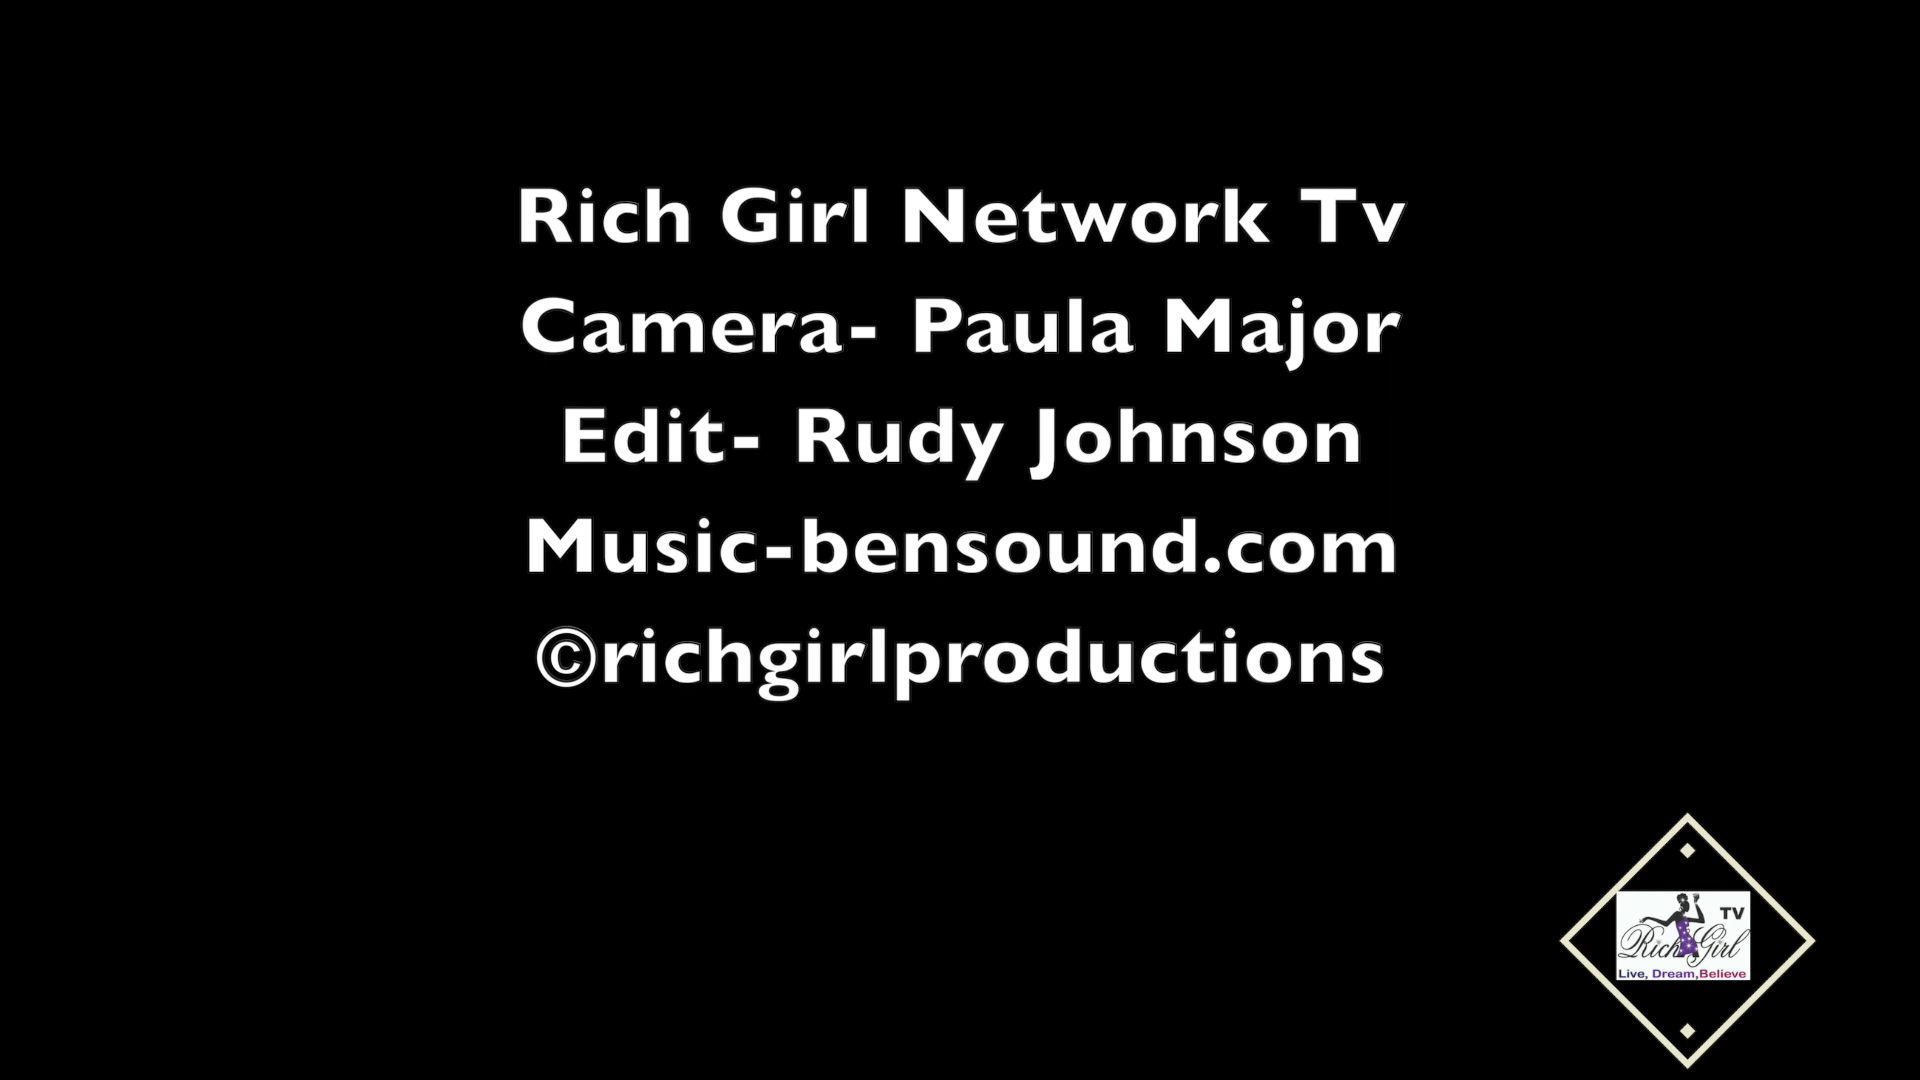 Rich Girl Network Tv
Camera- Paula Major
Edit- Rudy Johnson
Music-bensound.com
©richgirlproductions
TV
Rich Girl
Live, Dream,Believe